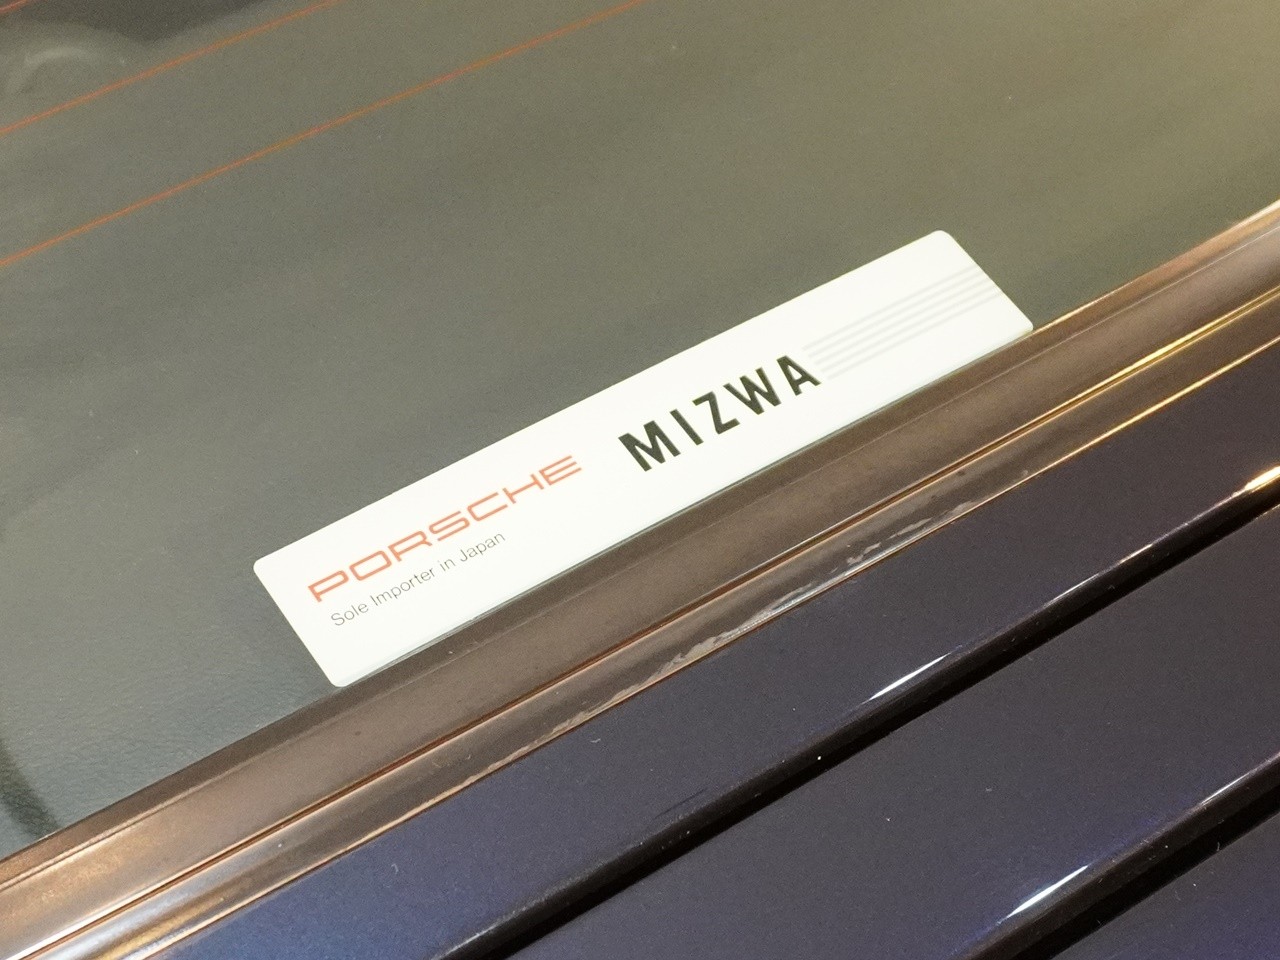 PORSCHE MIZWA
Sole Importer in Japan